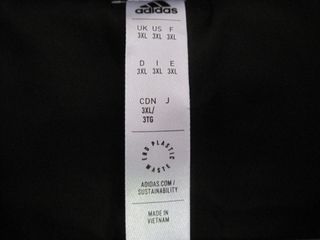 adidas
UK US F
3XL 3XL 3XL
D I E
3XL 3XL 3XL
CDN J
3XL/
3TG
END PLASTIC WASTE
ADIDAS.COM/
SUSTAINABILITY
MADE IN
VIETNAM